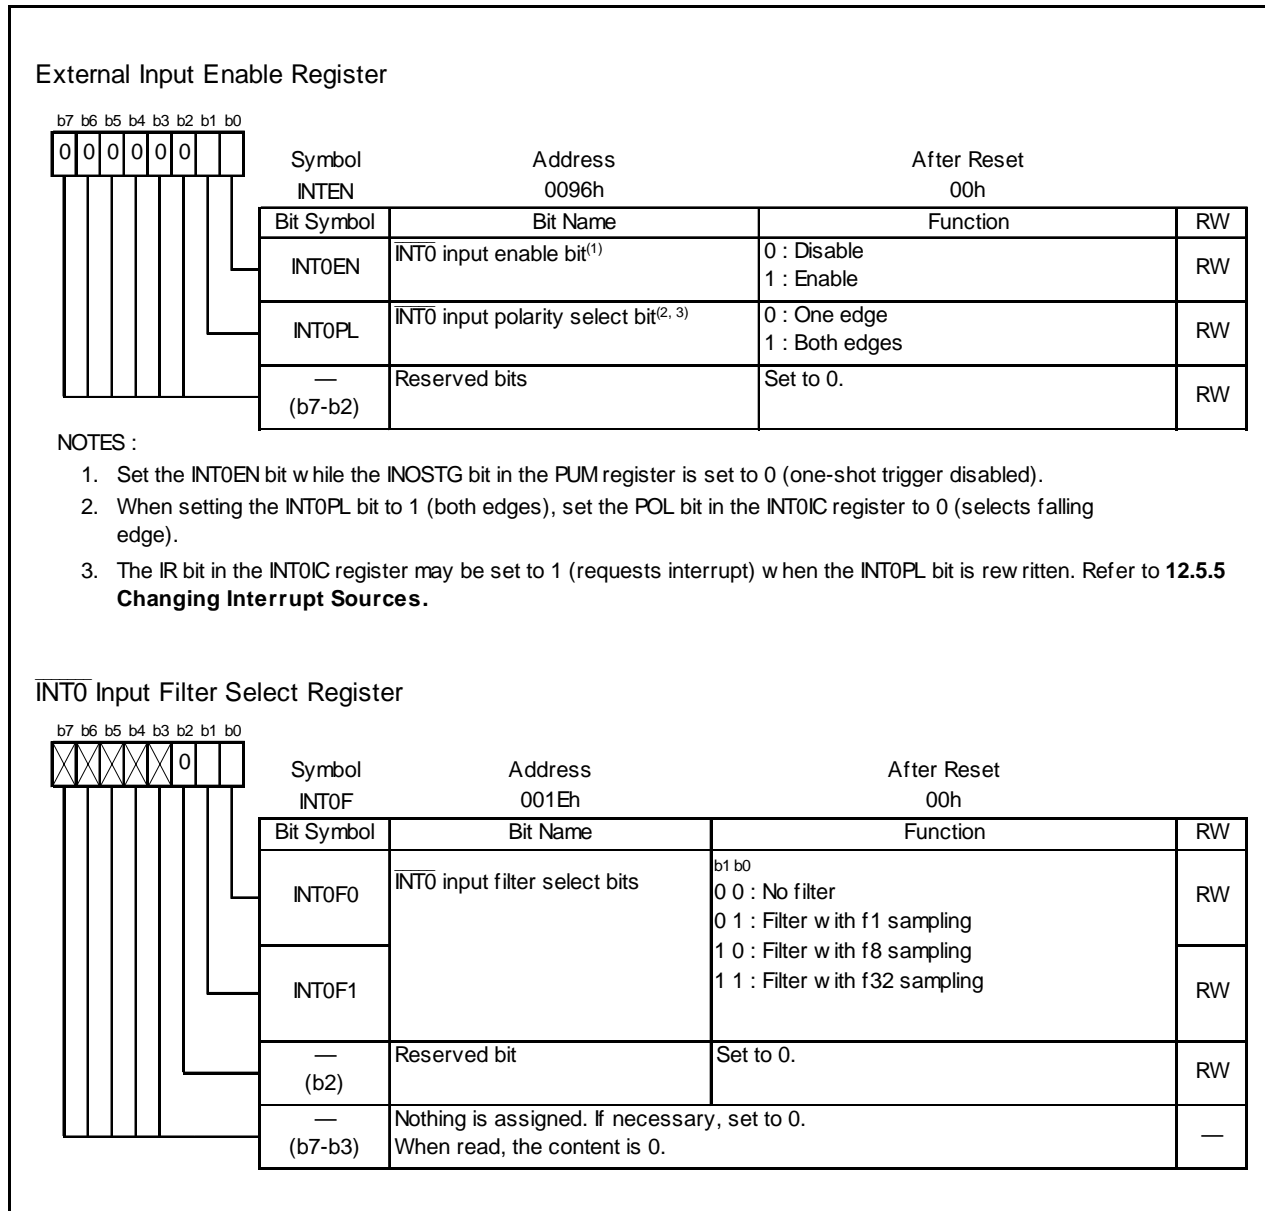 External Input Enable Register
b7 b6 b5 b4 b3 b2 b1 b0
0 0 0 0 0 0
Symbol Address After Reset
INTEN 0096h 00h
Bit Symbol Bit Name Function RW
INT0EN INT0 input enable bit(1) 0 : Disable RW
1 : Enable
INT0PL INT0 input polarity select bit(2, 3) 0 : One edge RW
1 : Both edges
— Reserved bits Set to 0. RW
(b7-b2)
NOTES :
1. Set the INT0EN bit while the INOSTG bit in the PUM register is set to 0 (one-shot trigger disabled).
2. When setting the INT0PL bit to 1 (both edges), set the POL bit in the INT0IC register to 0 (selects falling
edge).
3. The IR bit in the INT0IC register may be set to 1 (requests interrupt) when the INT0PL bit is rewritten. Refer to 12.5.5
Changing Interrupt Sources.
INT0 Input Filter Select Register
b7 b6 b5 b4 b3 b2 b1 b0
0
Symbol Address After Reset
INT0F 001Eh 00h
Bit Symbol Bit Name Function RW
INT0F0 INT0 input filter select bits b1 b0 RW
0 0 : No filter
0 1 : Filter with f1 sampling
1 0 : Filter with f8 sampling
INT0F1 1 1 : Filter with f32 sampling RW
— Reserved bit Set to 0. RW
(b2)
— Nothing is assigned. If necessary, set to 0. —
(b7-b3) When read, the content is 0.